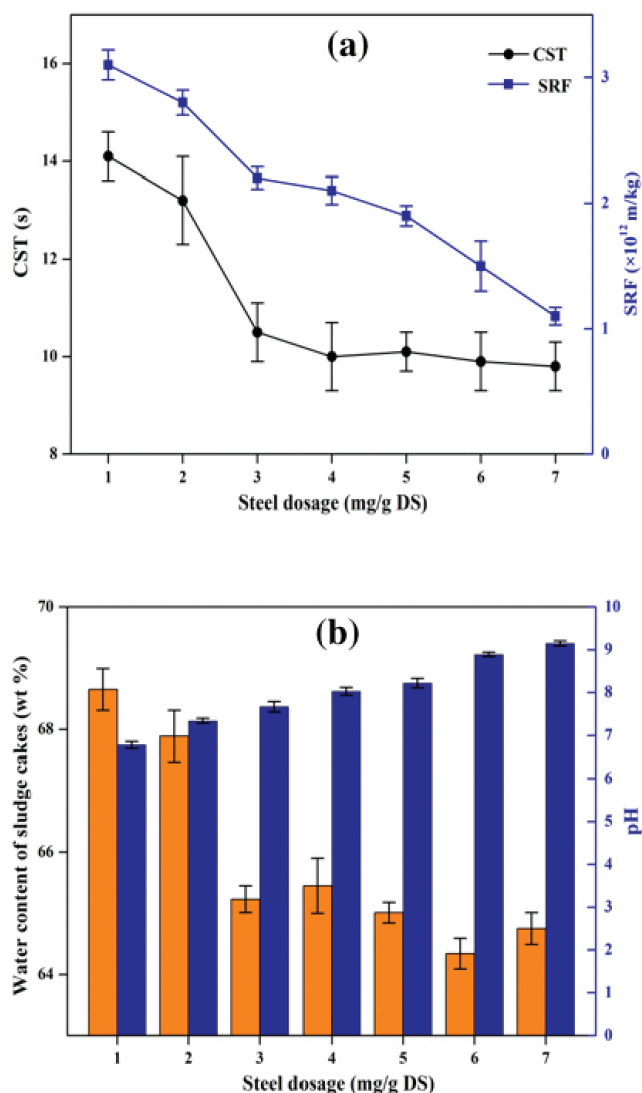 (a)
CST
SRF
16
14
12
10
8
CST (s)
3
2
1
0
SRF (×10¹² m/kg)
1 2 3 4 5 6 7
Steel dosage (mg/g DS)
(b)
70
68
66
64
Water content of sludge cakes (wt %)
10
9
8
7
6
5
4
3
2
1
0
pH
1 2 3 4 5 6 7
Steel dosage (mg/g DS)